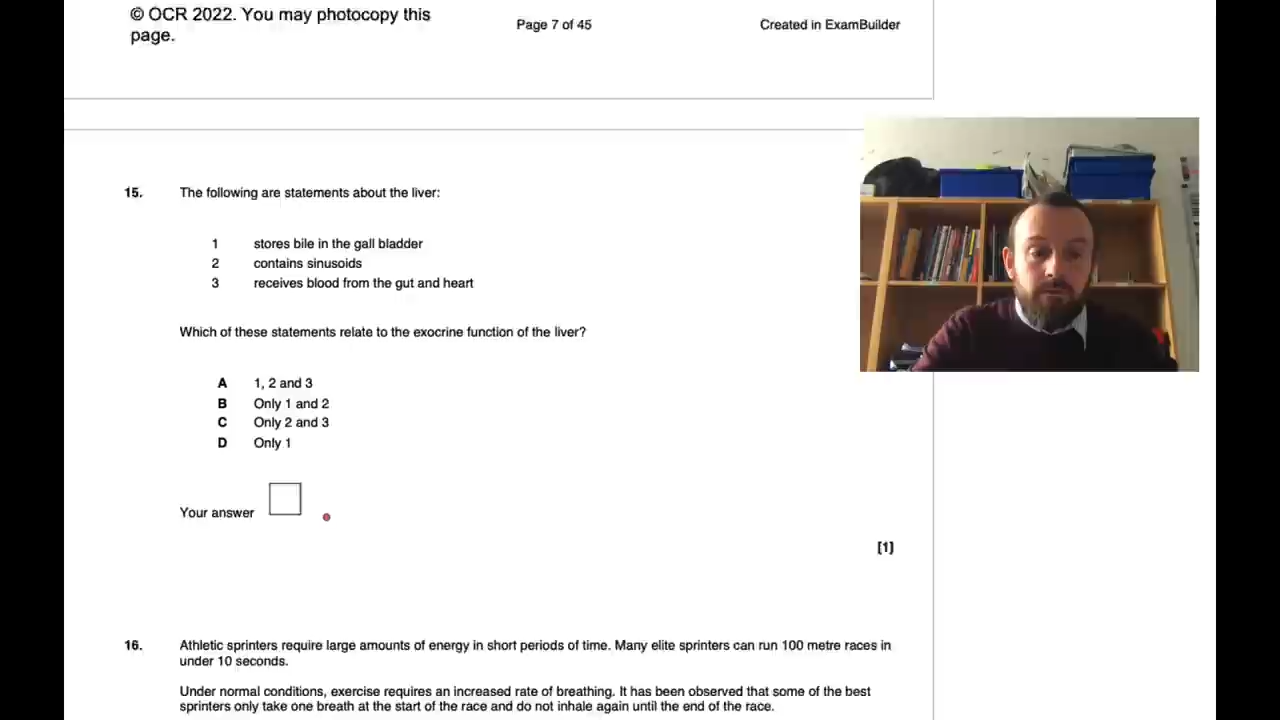 © OCR 2022. You may photocopy this
page.
Page 7 of 45
Created in ExamBuilder
15. The following are statements about the liver:
1 stores bile in the gall bladder
2 contains sinusoids
3 receives blood from the gut and heart
Which of these statements relate to the exocrine function of the liver?
A 1, 2 and 3
B Only 1 and 2
C Only 2 and 3
D Only 1
Your answer
[1]
16. Athletic sprinters require large amounts of energy in short periods of time. Many elite sprinters can run 100 metre races in
under 10 seconds.
Under normal conditions, exercise requires an increased rate of breathing. It has been observed that some of the best
sprinters only take one breath at the start of the race and do not inhale again until the end of the race.